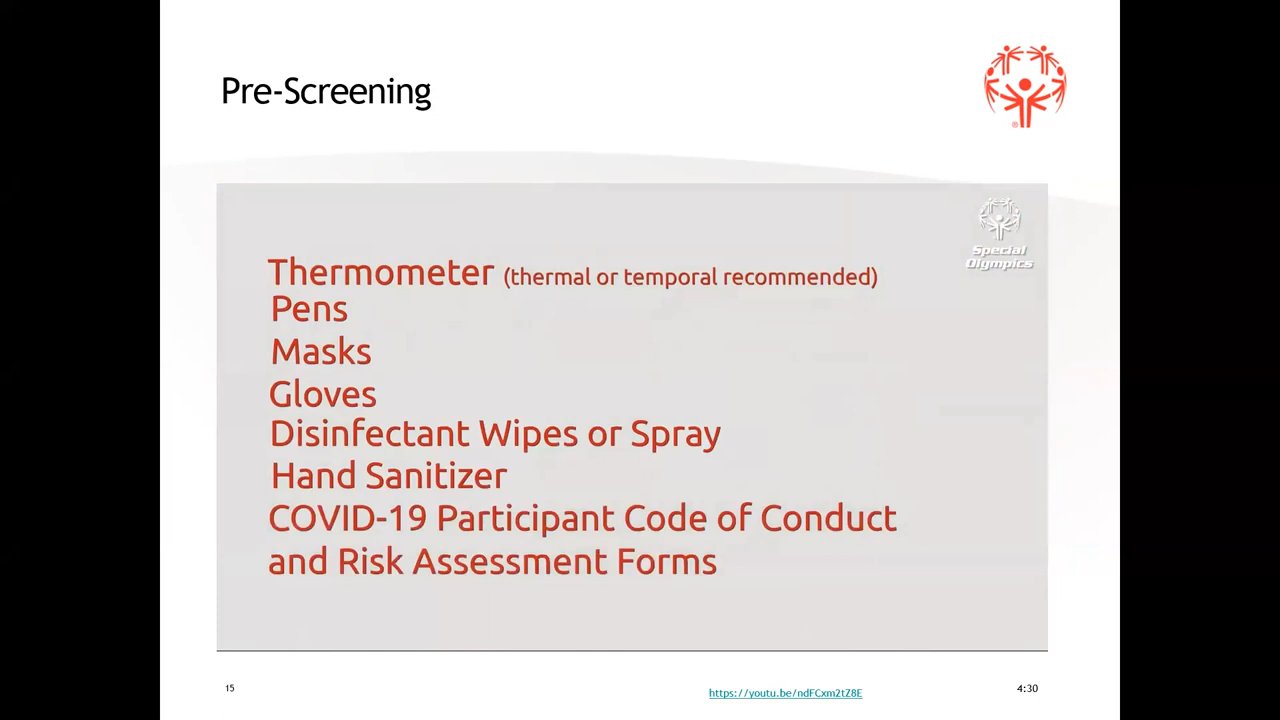 Pre-Screening
®
Special
Olympics
Thermometer (thermal or temporal recommended)
Pens
Masks
Gloves
Disinfectant Wipes or Spray
Hand Sanitizer
COVID-19 Participant Code of Conduct
and Risk Assessment Forms
15
https://youtu.be/ndFCxm2tZ8E
4:30